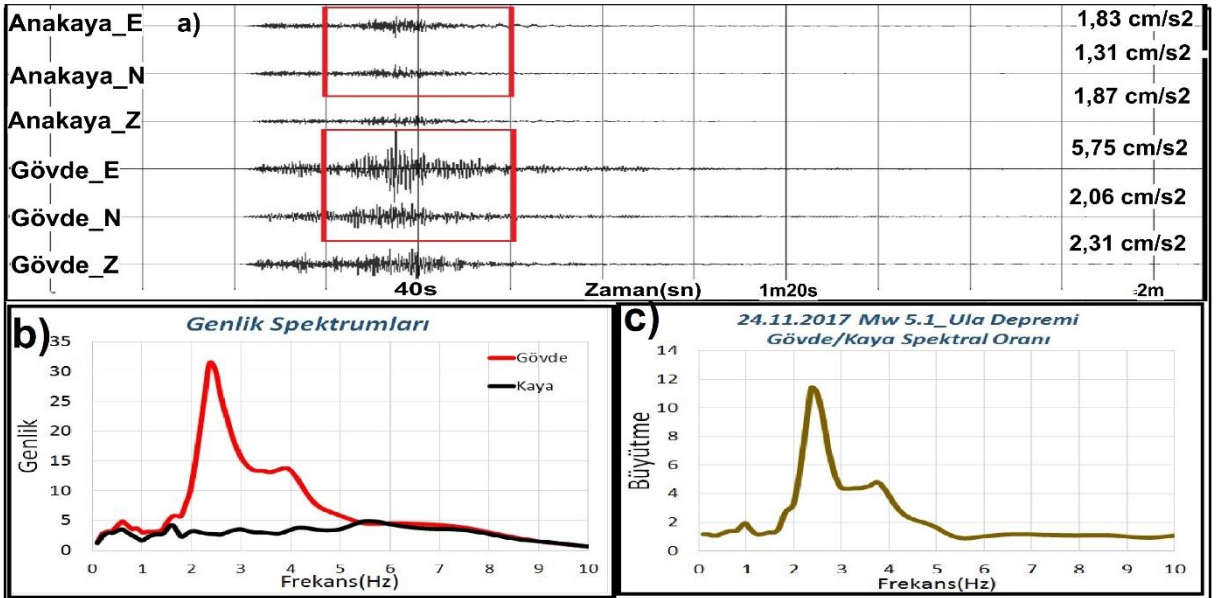 Anakaya_E a) 1,83 cm/s2
1,31 cm/s2
Anakaya_N
1,87 cm/s2
Anakaya_Z
5,75 cm/s2
Gövde_E
2,06 cm/s2
Gövde_N
2,31 cm/s2
Gövde_Z
40s Zaman(sn) 1m20s 2m
b) Genlik Spektrumları
35
30
25
20
15
10
5
0
Genlik
Gövde
Kaya
0 1 2 3 4 5 6 7 8 9 10
Frekans(Hz)
c) 24.11.2017 Mw 5.1_Ula Depremi
Gövde/Kaya Spektral Oranı
14
12
10
8
6
4
2
0
Büyütme
0 1 2 3 4 5 6 7 8 9 10
Frekans(Hz)